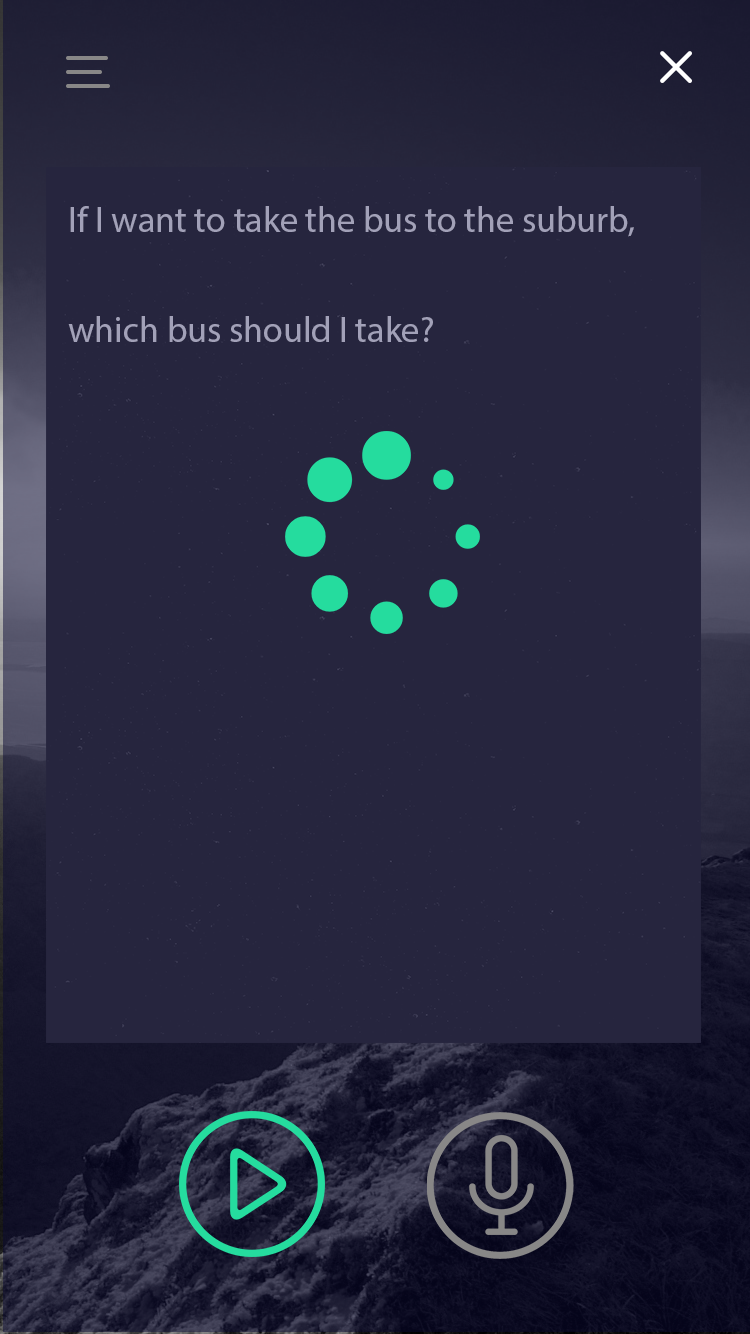 If I want to take the bus to the suburb,
which bus should I take?